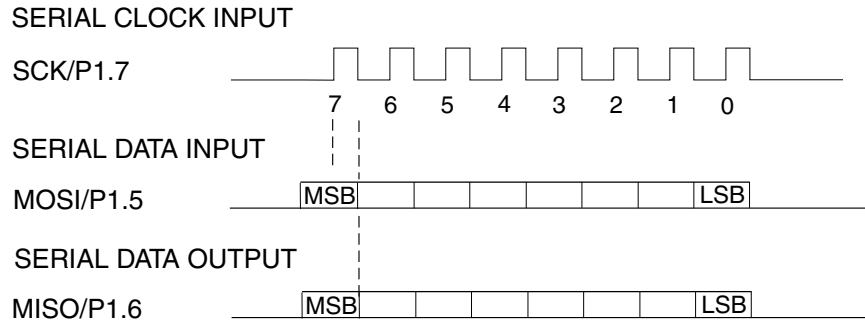 SERIAL CLOCK INPUT
SCK/P1.7
7 6 5 4 3 2 1 0
SERIAL DATA INPUT
MOSI/P1.5 MSB LSB
SERIAL DATA OUTPUT
MISO/P1.6 MSB LSB